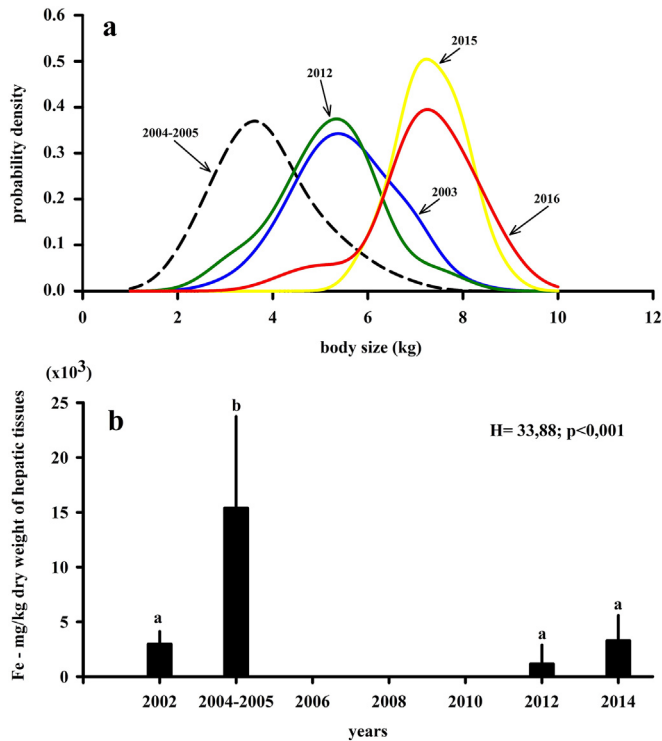 a
0.6
0.5
0.4
0.3
0.2
0.1
0.0
probability density
2004-2005
2012
2015
2003
2016
0 2 4 6 8 10 12
body size (kg)
(x10³)
b
25
20
15
10
5
0
Fe - mg/kg dry weight of hepatic tissues
H= 33,88; p<0,001
a
b
a
a
2002 2004-2005 2006 2008 2010 2012 2014
years